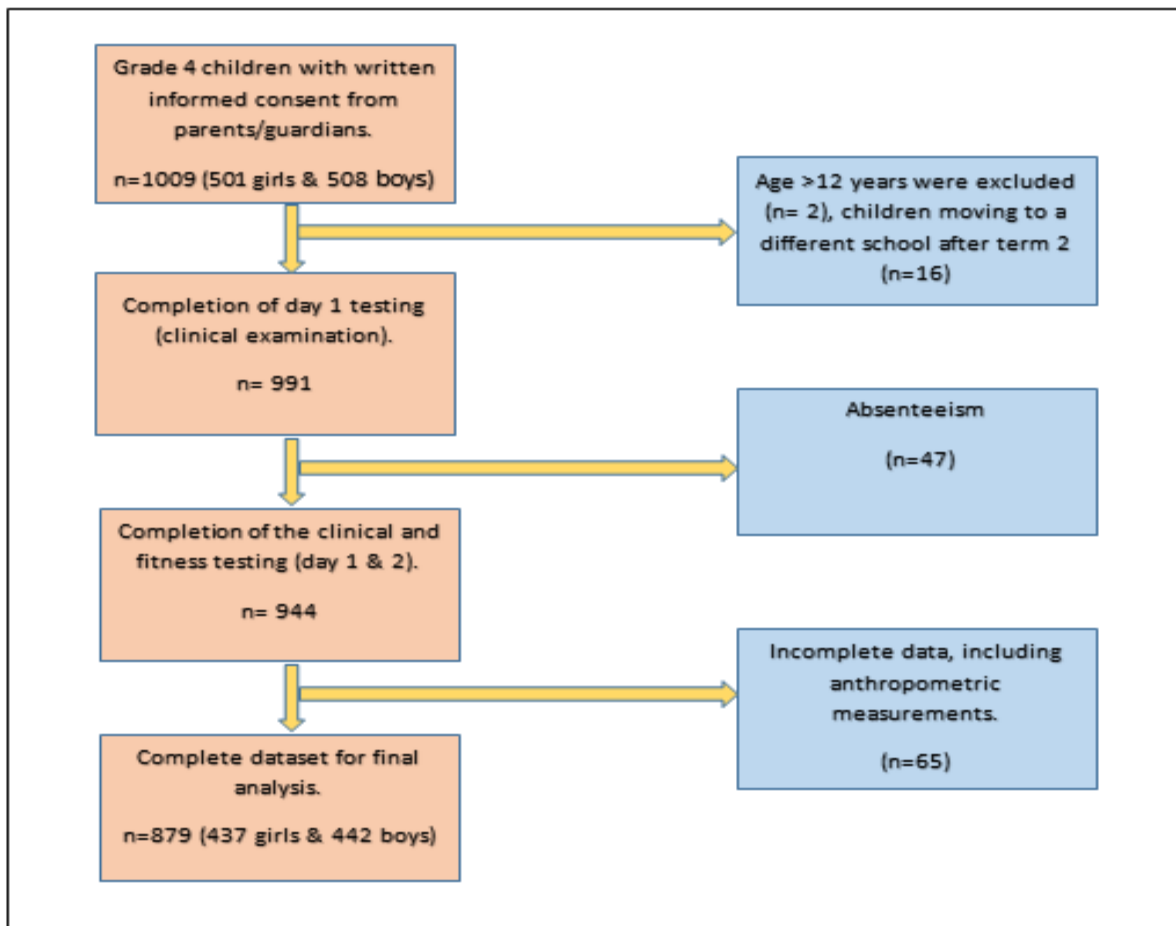 Grade 4 children with written
informed consent from
parents/guardians.
n=1009 (501 girls & 508 boys)
Age >12 years were excluded
(n= 2), children moving to a
different school after term 2
(n=16)
Completion of day 1 testing
(clinical examination).
n= 991
Absenteeism
(n=47)
Completion of the clinical and
fitness testing (day 1 & 2).
n= 944
Incomplete data, including
anthropometric
measurements.
(n=65)
Complete dataset for final
analysis.
n=879 (437 girls & 442 boys)